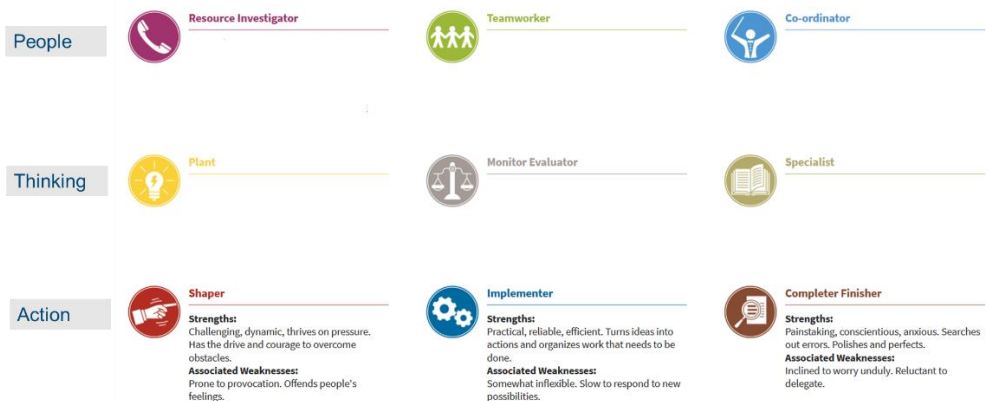 People
Resource Investigator
Teamworker
Co-ordinator
Thinking
Plant
Monitor Evaluator
Specialist
Action
Shaper
Strengths:
Challenging, dynamic, thrives on pressure.
Has the drive and courage to overcome
obstacles.
Associated Weaknesses:
Prone to provocation. Offends people's
feelings.
Implementer
Strengths:
Practical, reliable, efficient. Turns ideas into
actions and organizes work that needs to be
done.
Associated Weaknesses:
Somewhat inflexible. Slow to respond to new
possibilities.
Completer Finisher
Strengths:
Painstaking, conscientious, anxious. Searches
out errors. Polishes and perfects.
Associated Weaknesses:
Inclined to worry unduly. Reluctant to
delegate.